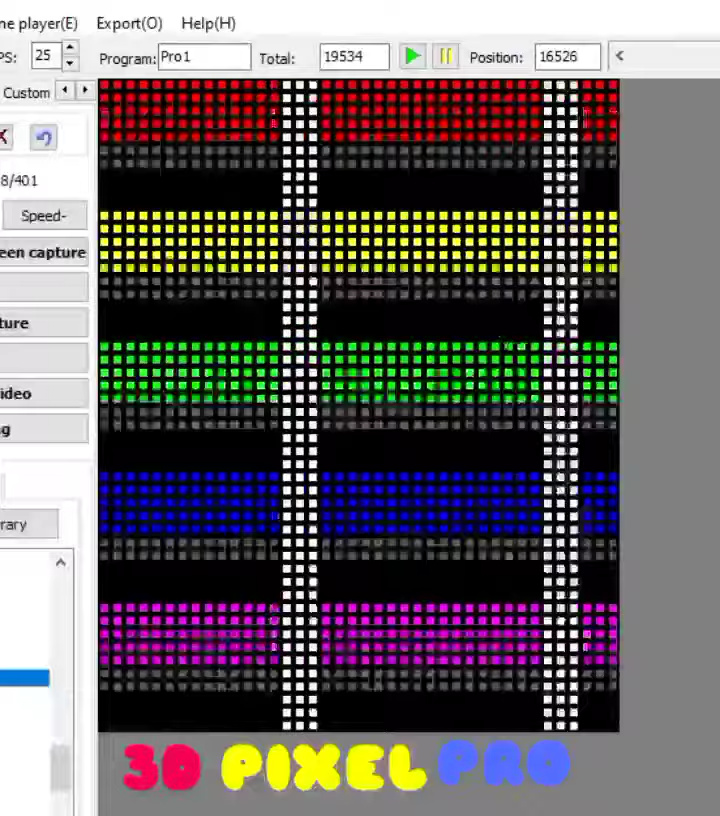 ne player(E) Export(O) Help(H)
PS: 25 Program: Pro1 Total: 19534 Position: 16526 <
Custom
8/401
Speed-
een capture
ture
ideo
g
rary
3D PIXEL PRO